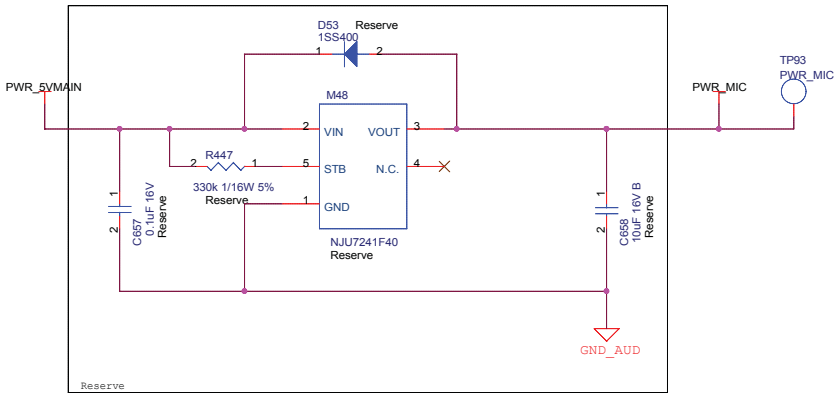 D53
Reserve
1SS400
1
2
TP93
PWR_MIC
PWR_5VMAIN
PWR_MIC
M48
2
VIN
VOUT
3
R447
2
1
5
STB
N.C.
4
330k 1/16W 5%
Reserve
1
GND
1
2
C657
0.1uF 16V
Reserve
1
2
C658
10uF 16V B
Reserve
NJU7241F40
Reserve
GND_AUD
Reserve